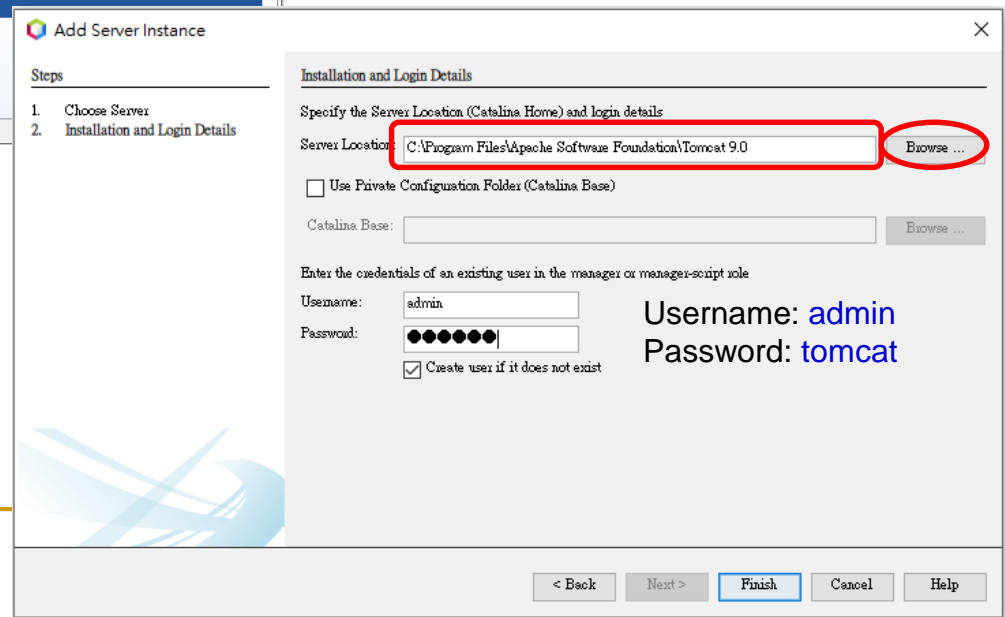 Add Server Instance
Steps
1. Choose Server
2. Installation and Login Details
Installation and Login Details
Specify the Server Location (Catalina Home) and login details
Server Location: C:\Program Files\Apache Software Foundation\Tomcat 9.0 Browse ...
Use Private Configuration Folder (Catalina Base)
Catalina Base: Browse ...
Enter the credentials of an existing user in the manager or manager-script role
Username: admin
Password: ●●●●●●
Create user if it does not exist
Username: admin
Password: tomcat
< Back Next > Finish Cancel Help